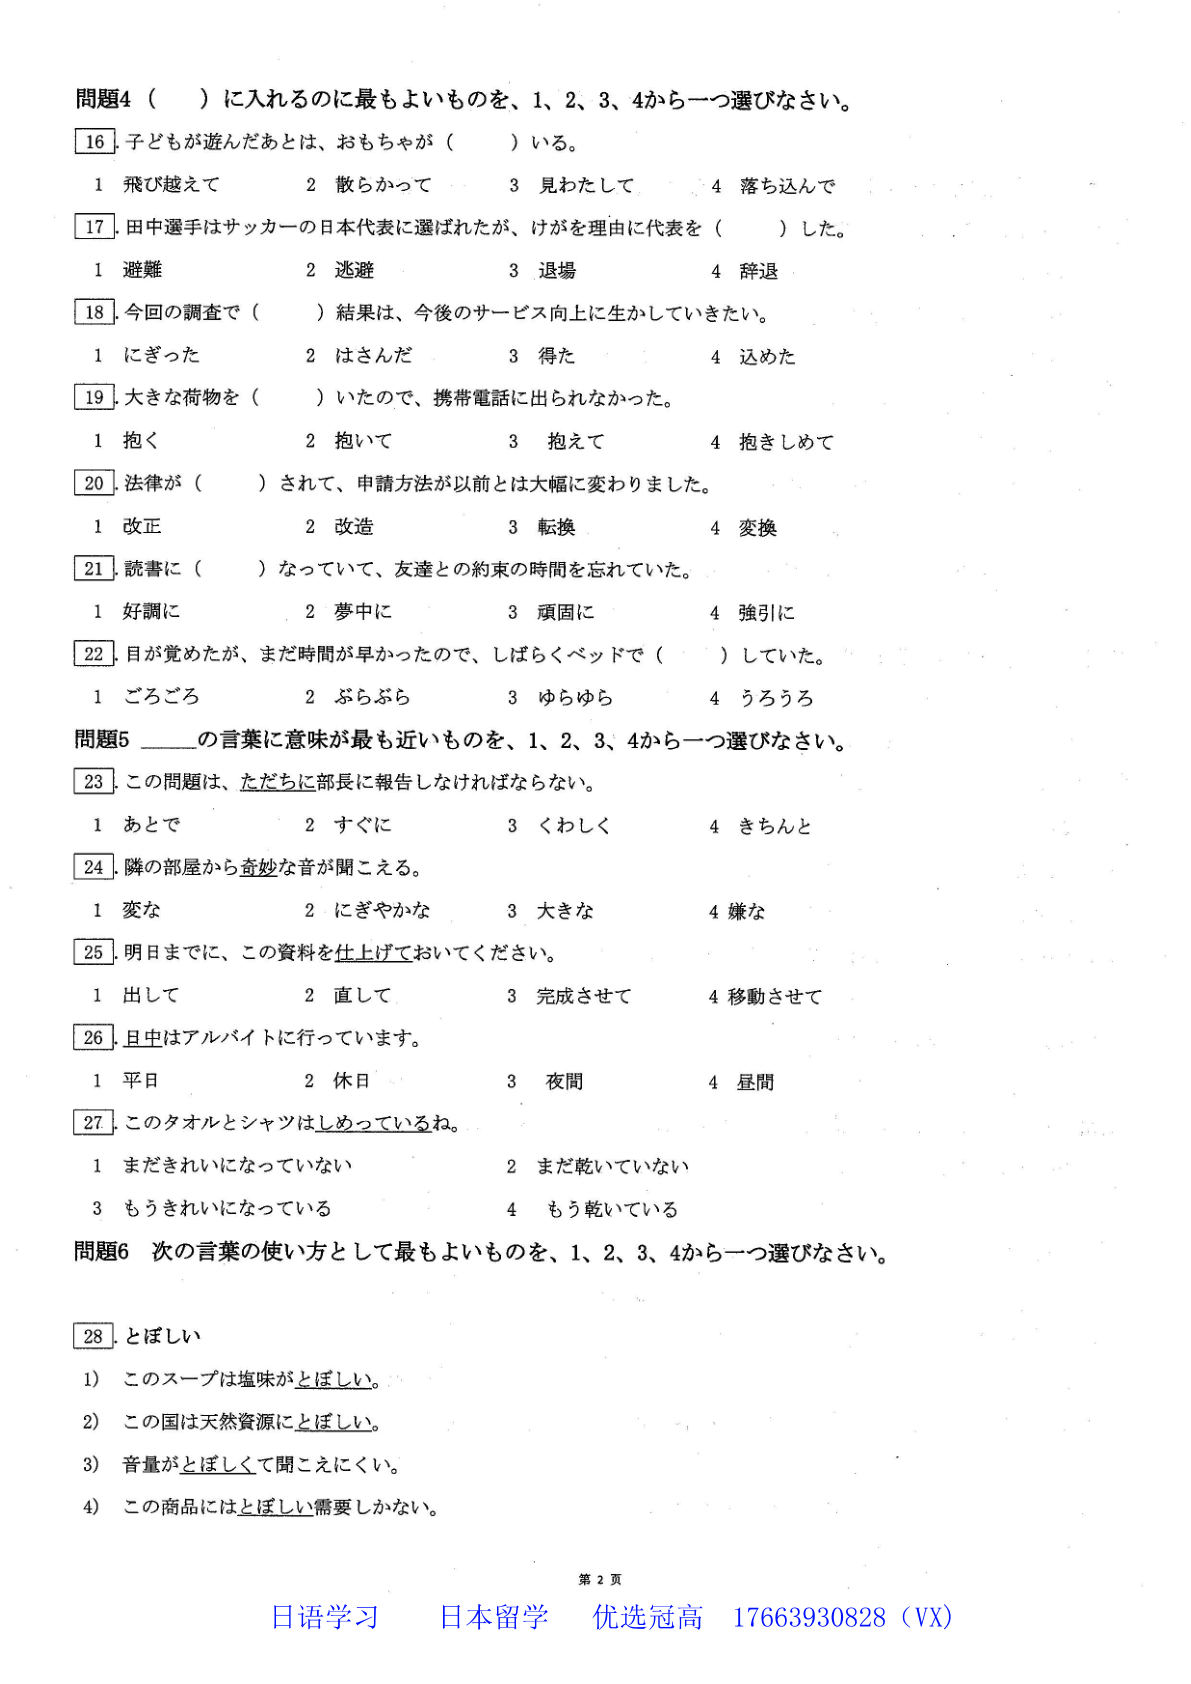 問題4（　　）に入れるのに最もよいものを、1、2、3、4から一つ選びなさい。
16.子どもが遊んだあとは、おもちゃが（　　）いる。
1 飛び越えて 2 散らかって 3 見わたして 4 落ち込んで
17.田中選手はサッカーの日本代表に選ばれたが、けがを理由に代表を（　　）した。
1 避難 2 逃避 3 退場 4 辞退
18.今回の調査で（　　）結果は、今後のサービス向上に生かしていきたい。
1 にぎった 2 はさんだ 3 得た 4 込めた
19.大きな荷物を（　　）いたので、携帯電話に出られなかった。
1 抱く 2 抱いて 3 抱えて 4 抱きしめて
20.法律が（　　）されて、申請方法が以前とは大幅に変わりました。
1 改正 2 改造 3 転換 4 変換
21.読書に（　　）なっていて、友達との約束の時間を忘れていた。
1 好調に 2 夢中に 3 頑固に 4 強引に
22.目が覚めたが、まだ時間が早かったので、しばらくベッドで（　　）していた。
1 ごろごろ 2 ぶらぶら 3 ゆらゆら 4 うろうろ
問題5 _____の言葉に意味が最も近いものを、1、2、3、4から一つ選びなさい。
23.この問題は、ただちに部長に報告しなければならない。
1 あとで 2 すぐに 3 くわしく 4 きちんと
24.隣の部屋から奇妙な音が聞こえる。
1 変な 2 にぎやかな 3 大きな 4 嫌な
25.明日までに、この資料を仕上げておいてください。
1 出して 2 直して 3 完成させて 4 移動させて
26.日中はアルバイトに行っています。
1 平日 2 休日 3 夜間 4 昼間
27.このタオルとシャツはしめっているね。
1 まだきれいになっていない 2 まだ乾いていない
3 もうきれいになっている 4 もう乾いている
問題6　次の言葉の使い方として最もよいものを、1、2、3、4から一つ選びなさい。
28.とぼしい
1) このスープは塩味がとぼしい。
2) この国は天然資源にとぼしい。
3) 音量がとぼしくて聞こえにくい。
4) この商品にはとぼしい需要しかない。
第 2 页
日语学习 日本留学 优选冠高 17663930828（VX)